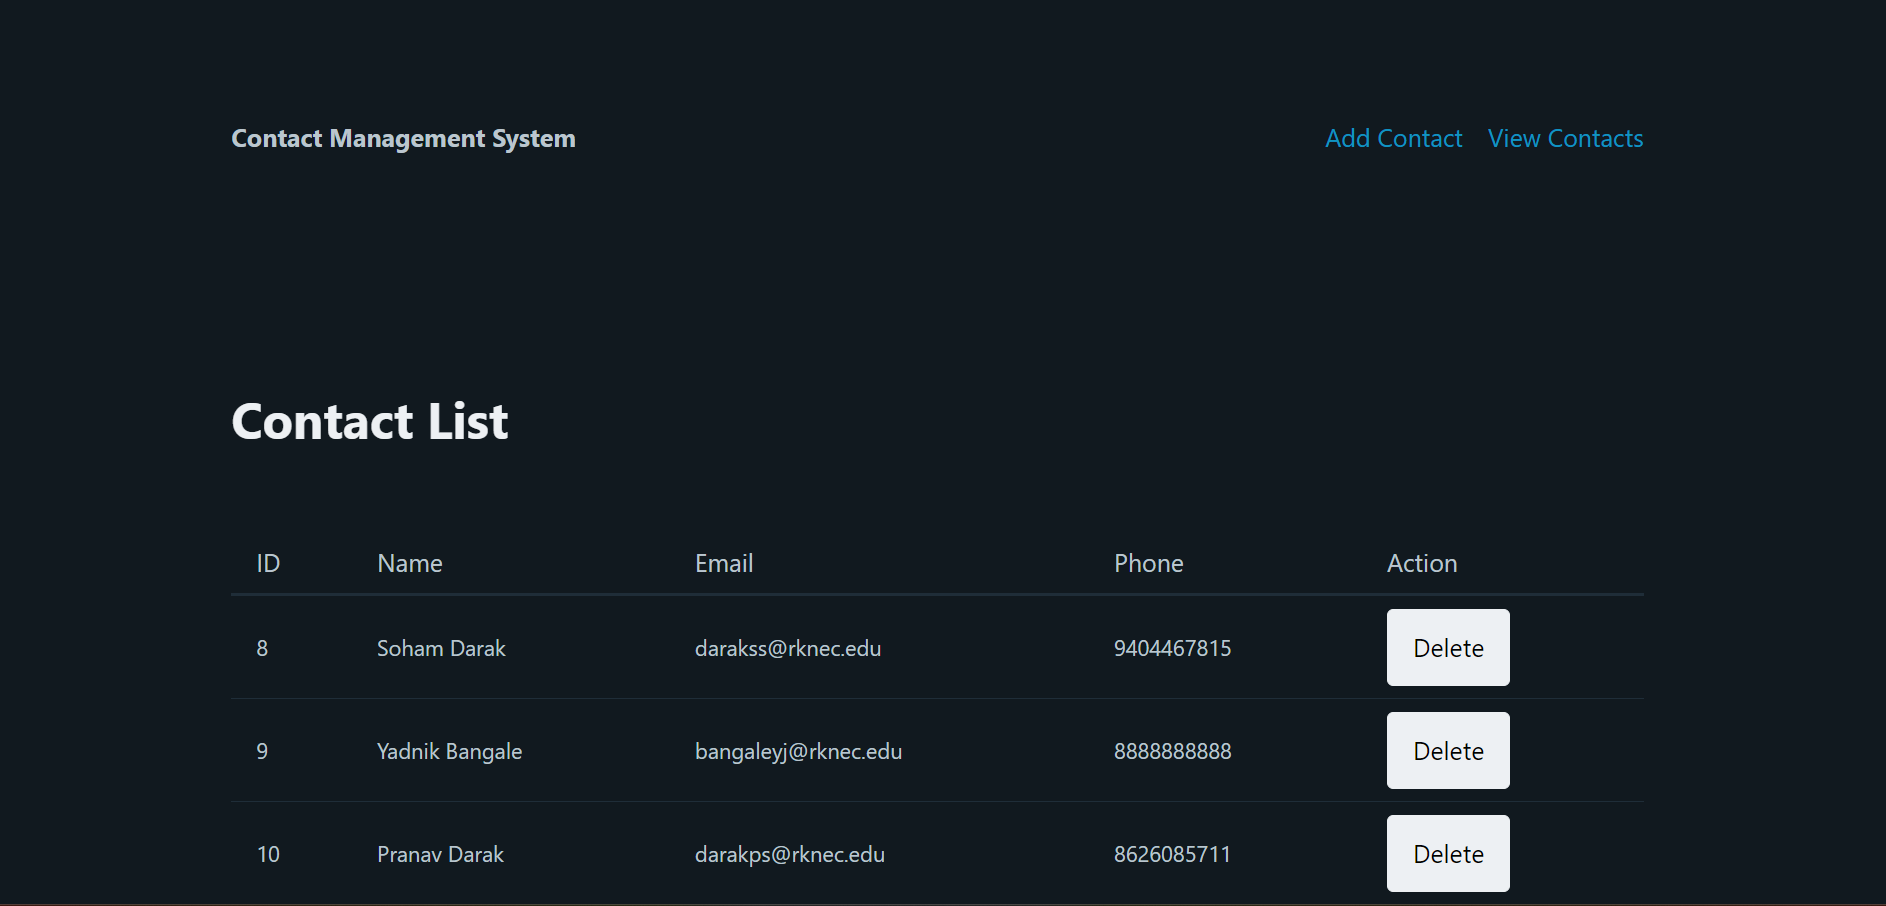 Contact Management System Add Contact View Contacts
Contact List
ID Name Email Phone Action
8 Soham Darak darakss@rknec.edu 9404467815 Delete
9 Yadnik Bangale bangaleyj@rknec.edu 8888888888 Delete
10 Pranav Darak darakps@rknec.edu 8626085711 Delete